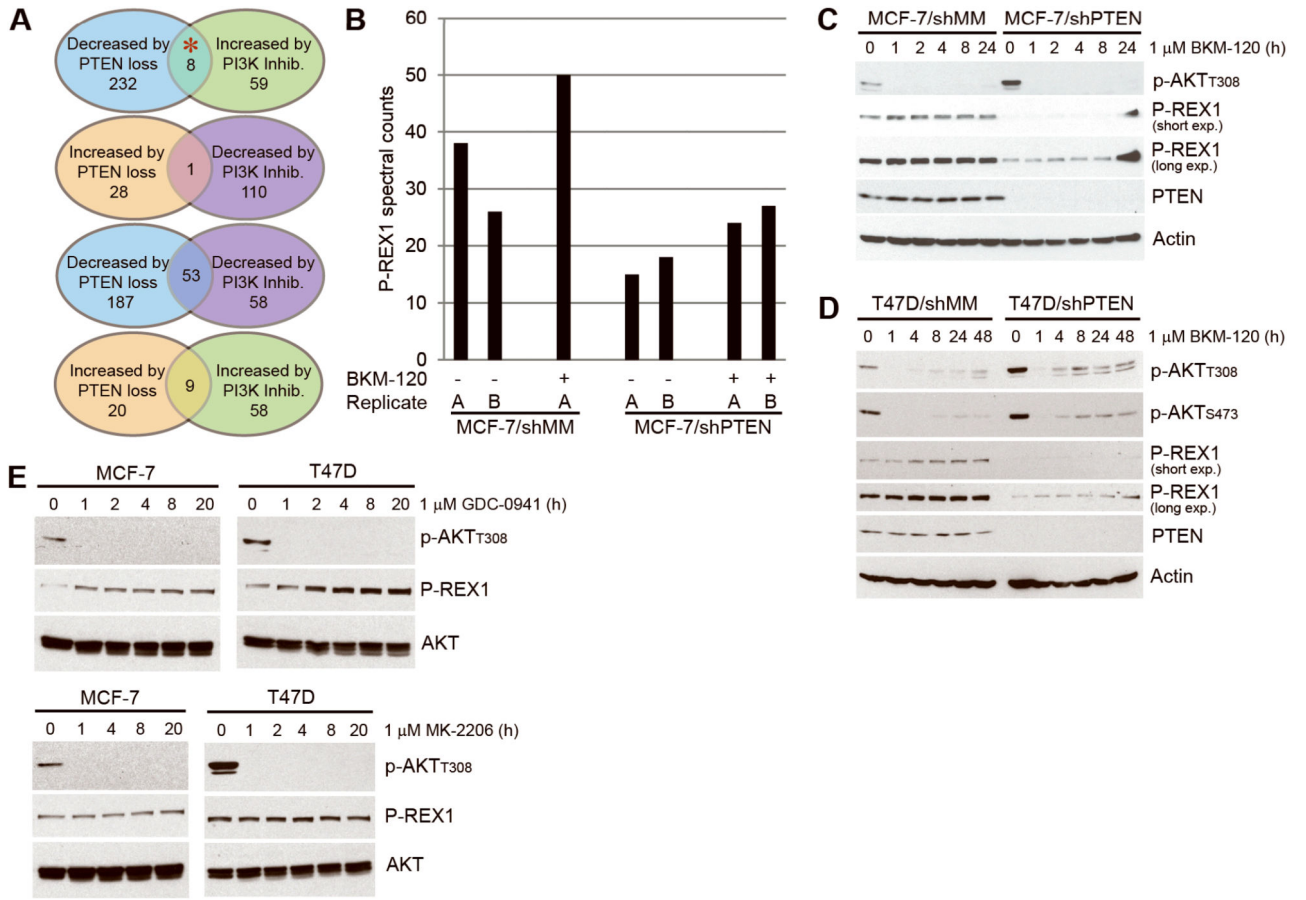 A
Decreased by PTEN loss 232
* 8
Increased by PI3K Inhib. 59
Increased by PTEN loss 28
1
Decreased by PI3K Inhib. 110
Decreased by PTEN loss 187
53
Decreased by PI3K Inhib. 58
Increased by PTEN loss 20
9
Increased by PI3K Inhib. 58
B
P-REX1 spectral counts
60
50
40
30
20
10
0
BKM-120 - - + - - + +
Replicate A B A A B A B
MCF-7/shMM MCF-7/shPTEN
C
MCF-7/shMM MCF-7/shPTEN
0 1 2 4 8 24 0 1 2 4 8 24 1 μM BKM-120 (h)
p-AKTT308
P-REX1
(short exp.)
P-REX1
(long exp.)
PTEN
Actin
D
T47D/shMM T47D/shPTEN
0 1 4 8 24 48 0 1 4 8 24 48 1 μM BKM-120 (h)
p-AKTT308
p-AKTS473
P-REX1
(short exp.)
P-REX1
(long exp.)
PTEN
Actin
E
MCF-7 T47D
0 1 2 4 8 20 0 1 2 4 8 20 1 μM GDC-0941 (h)
p-AKTT308
P-REX1
AKT
MCF-7 T47D
0 1 4 8 20 0 1 2 4 8 20 1 μM MK-2206 (h)
p-AKTT308
P-REX1
AKT